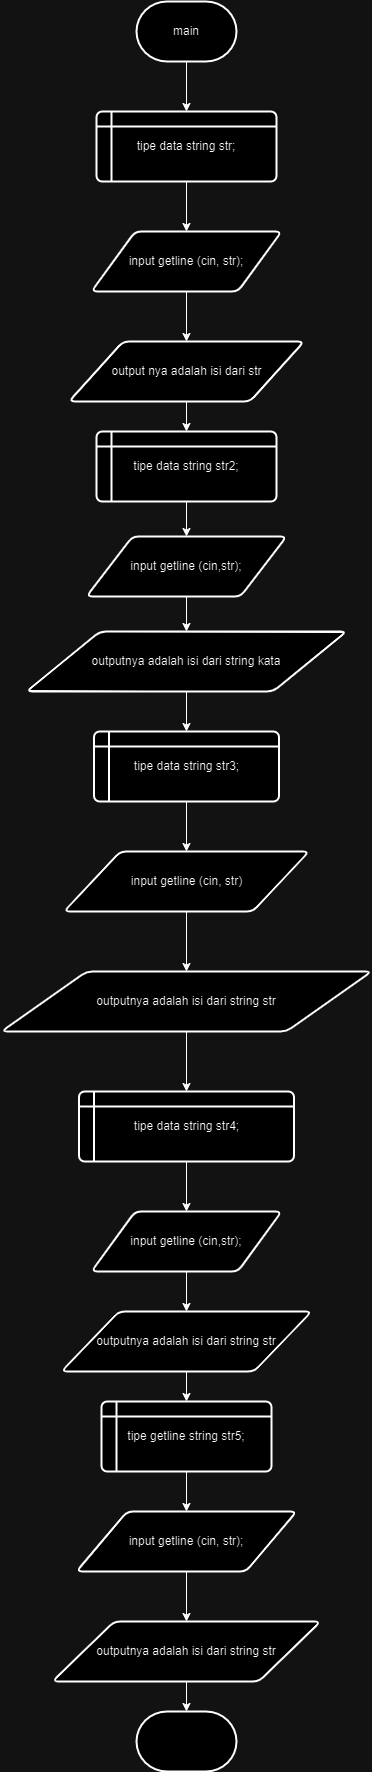 main
tipe data string str;
input getline (cin, str);
output nya adalah isi dari str
tipe data string str2;
input getline (cin,str);
outputnya adalah isi dari string kata
tipe data string str3;
input getline (cin, str)
outputnya adalah isi dari string str
tipe data string str4;
input getline (cin,str);
outputnya adalah isi dari string str
tipe getline string str5;
input getline (cin, str);
outputnya adalah isi dari string str